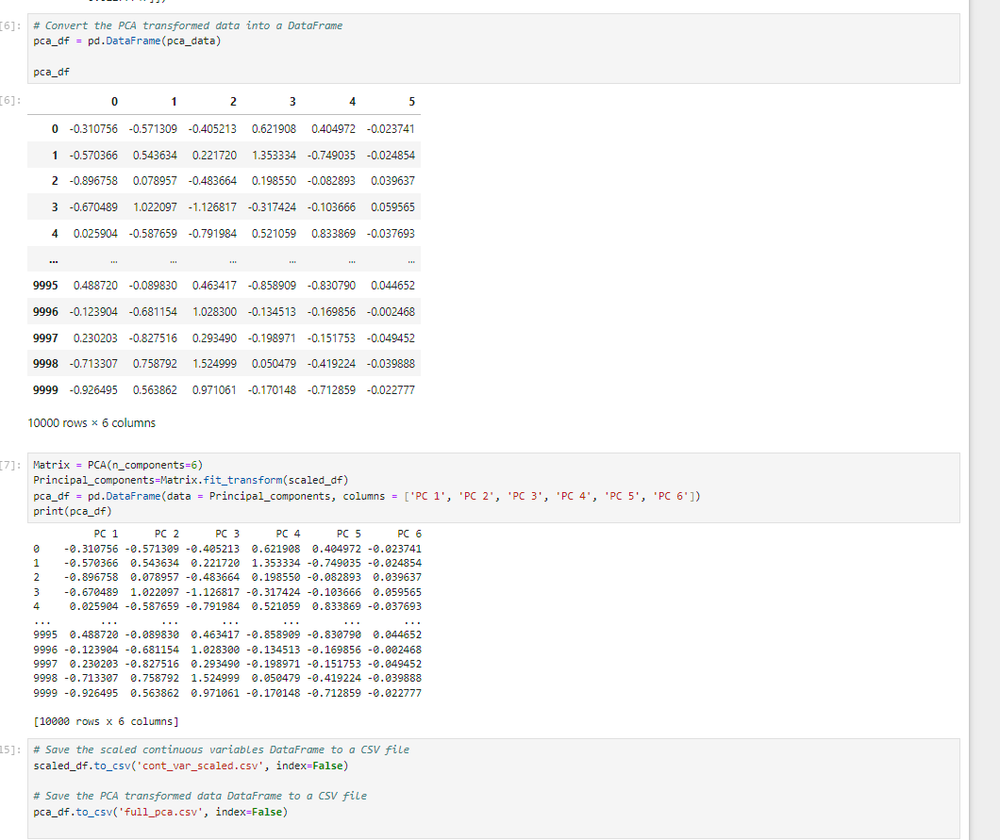 [6]:
# Convert the PCA transformed data into a DataFrame
pca_df = pd.DataFrame(pca_data)
pca_df
[6]:
0 1 2 3 4 5
0 -0.310756 -0.571309 -0.405213 0.621908 0.404972 -0.023741
1 -0.570366 0.543634 0.221720 1.353334 -0.749035 -0.024854
2 -0.896758 0.078957 -0.483664 0.198550 -0.082893 0.039637
3 -0.670489 1.022097 -1.126817 -0.317424 -0.103666 0.059565
4 0.025904 -0.587659 -0.791984 0.521059 0.833869 -0.037693
... ... ... ... ... ... ...
9995 0.488720 -0.089830 0.463417 -0.858909 -0.830790 0.044652
9996 -0.123904 -0.681154 1.028300 -0.134513 -0.169856 -0.002468
9997 0.230203 -0.827516 0.293490 -0.198971 -0.151753 -0.049452
9998 -0.713307 0.758792 1.524999 0.050479 -0.419224 -0.039888
9999 -0.926495 0.563862 0.971061 -0.170148 -0.712859 -0.022777
10000 rows × 6 columns
[7]:
Matrix = PCA(n_components=6)
Principal_components=Matrix.fit_transform(scaled_df)
pca_df = pd.DataFrame(data = Principal_components, columns = ['PC 1', 'PC 2', 'PC 3', 'PC 4', 'PC 5', 'PC 6'])
print(pca_df)
PC 1 PC 2 PC 3 PC 4 PC 5 PC 6
0 -0.310756 -0.571309 -0.405213 0.621908 0.404972 -0.023741
1 -0.570366 0.543634 0.221720 1.353334 -0.749035 -0.024854
2 -0.896758 0.078957 -0.483664 0.198550 -0.082893 0.039637
3 -0.670489 1.022097 -1.126817 -0.317424 -0.103666 0.059565
4 0.025904 -0.587659 -0.791984 0.521059 0.833869 -0.037693
... ... ... ... ... ... ...
9995 0.488720 -0.089830 0.463417 -0.858909 -0.830790 0.044652
9996 -0.123904 -0.681154 1.028300 -0.134513 -0.169856 -0.002468
9997 0.230203 -0.827516 0.293490 -0.198971 -0.151753 -0.049452
9998 -0.713307 0.758792 1.524999 0.050479 -0.419224 -0.039888
9999 -0.926495 0.563862 0.971061 -0.170148 -0.712859 -0.022777
[10000 rows x 6 columns]
15]:
# Save the scaled continuous variables DataFrame to a CSV file
scaled_df.to_csv('cont_var_scaled.csv', index=False)
# Save the PCA transformed data DataFrame to a CSV file
pca_df.to_csv('full_pca.csv', index=False)